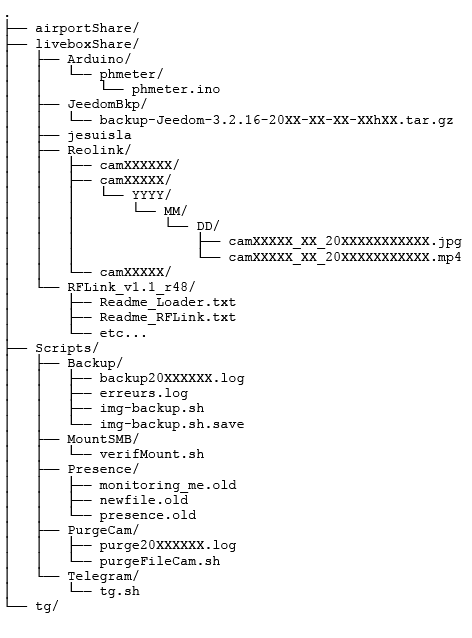 .
├── airportShare/
├── liveboxShare/
│   ├── Arduino/
│   │   └── phmeter/
│   │       └── phmeter.ino
│   ├── JeedomBkp/
│   │   └── backup-Jeedom-3.2.16-20XX-XX-XX-XXhXX.tar.gz
│   ├── jesuisla
│   ├── Reolink/
│   │   ├── camXXXXXX/
│   │   ├── camXXXXX/
│   │   │   └── YYYY/
│   │   │       └── MM/
│   │   │           └── DD/
│   │   │               ├── camXXXXX_XX_20XXXXXXXXXXX.jpg
│   │   │               └── camXXXXX_XX_20XXXXXXXXXXX.mp4
│   │   └── camXXXXX/
│   └── RFLink_v1.1_r48/
│       ├── Readme_Loader.txt
│       ├── Readme_RFLink.txt
│       └── etc...
├── Scripts/
│   ├── Backup/
│   │   ├── backup20XXXXXX.log
│   │   ├── erreurs.log
│   │   ├── img-backup.sh
│   │   └── img-backup.sh.save
│   ├── MountSMB/
│   │   └── verifMount.sh
│   ├── Presence/
│   │   ├── monitoring_me.old
│   │   ├── newfile.old
│   │   └── presence.old
│   ├── PurgeCam/
│   │   ├── purge20XXXXXX.log
│   │   └── purgeFileCam.sh
│   └── Telegram/
│       └── tg.sh
└── tg/